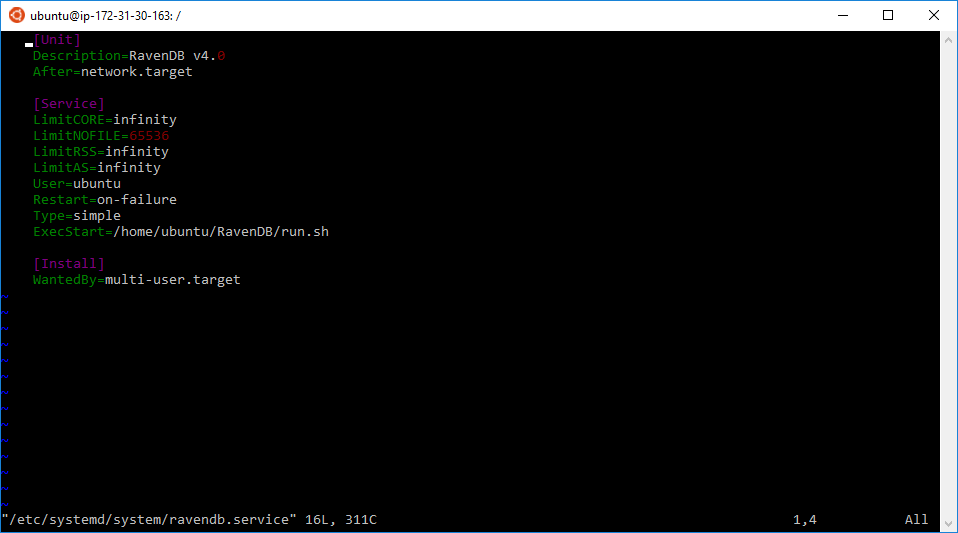 ubuntu@ip-172-31-30-163: /
[Unit]
Description=RavenDB v4.0
After=network.target
[Service]
LimitCORE=infinity
LimitNOFILE=65536
LimitRSS=infinity
LimitAS=infinity
User=ubuntu
Restart=on-failure
Type=simple
ExecStart=/home/ubuntu/RavenDB/run.sh
[Install]
WantedBy=multi-user.target
~
~
~
~
~
~
~
~
~
~
~
~
~
~
"/etc/systemd/system/ravendb.service" 16L, 311C 1,4 All